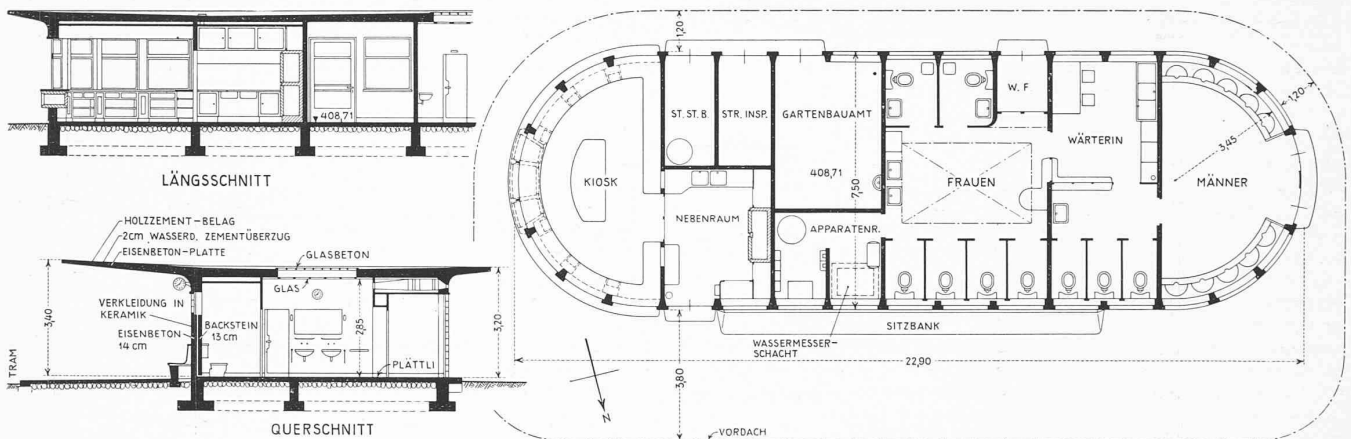 408,71
LÄNGSSCHNITT
HOLZZEMENT-BELAG
2cm WASSERD. ZEMENTÜBERZUG
EISENBETON-PLATTE
GLASBETON
GLAS
VERKLEIDUNG IN
KERAMIK
EISENBETON
14 cm
BACKSTEIN
13 cm
3,40
2,85
3,20
PLÄTTLI
TRAM
QUERSCHNITT
1,20
ST. ST. B.
STR. INSP.
GARTENBAUAMT
W. F
WÄRTERIN
1,20
3,45
KIOSK
408,71
7,50
FRAUEN
MÄNNER
NEBENRAUM
APPARATENR.
SITZBANK
WASSERMESSER-
SCHACHT
22,90
3,80
N
VORDACH